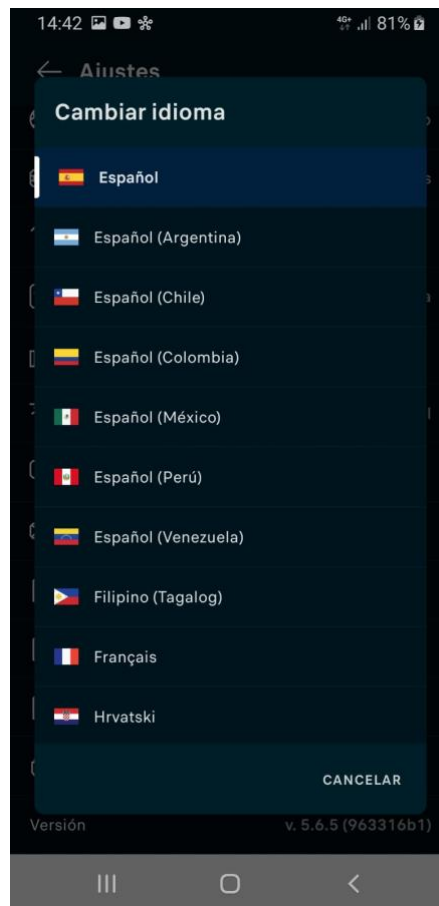 14:42 4G+ 81%
Ajustes
Cambiar idioma
Español
Español (Argentina)
Español (Chile)
Español (Colombia)
Español (México)
Español (Perú)
Español (Venezuela)
Filipino (Tagalog)
Français
Hrvatski
CANCELAR
Versión v. 5.6.5 (963316b1)